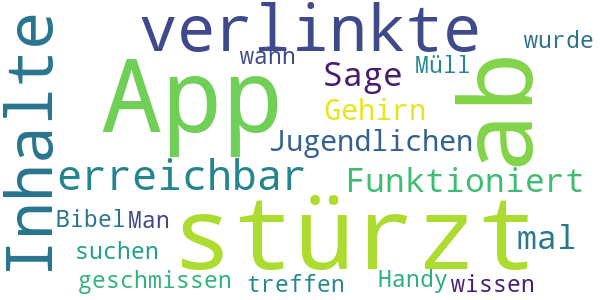 verlinkte
wurde
wann
Müll
App
Sage
ab
Gehirn
Inhalte
Jugendlichen
erreichbar
Funktioniert
stürzt
Bibel
Man
mal
suchen
geschmissen
treffen
Handy
wissen